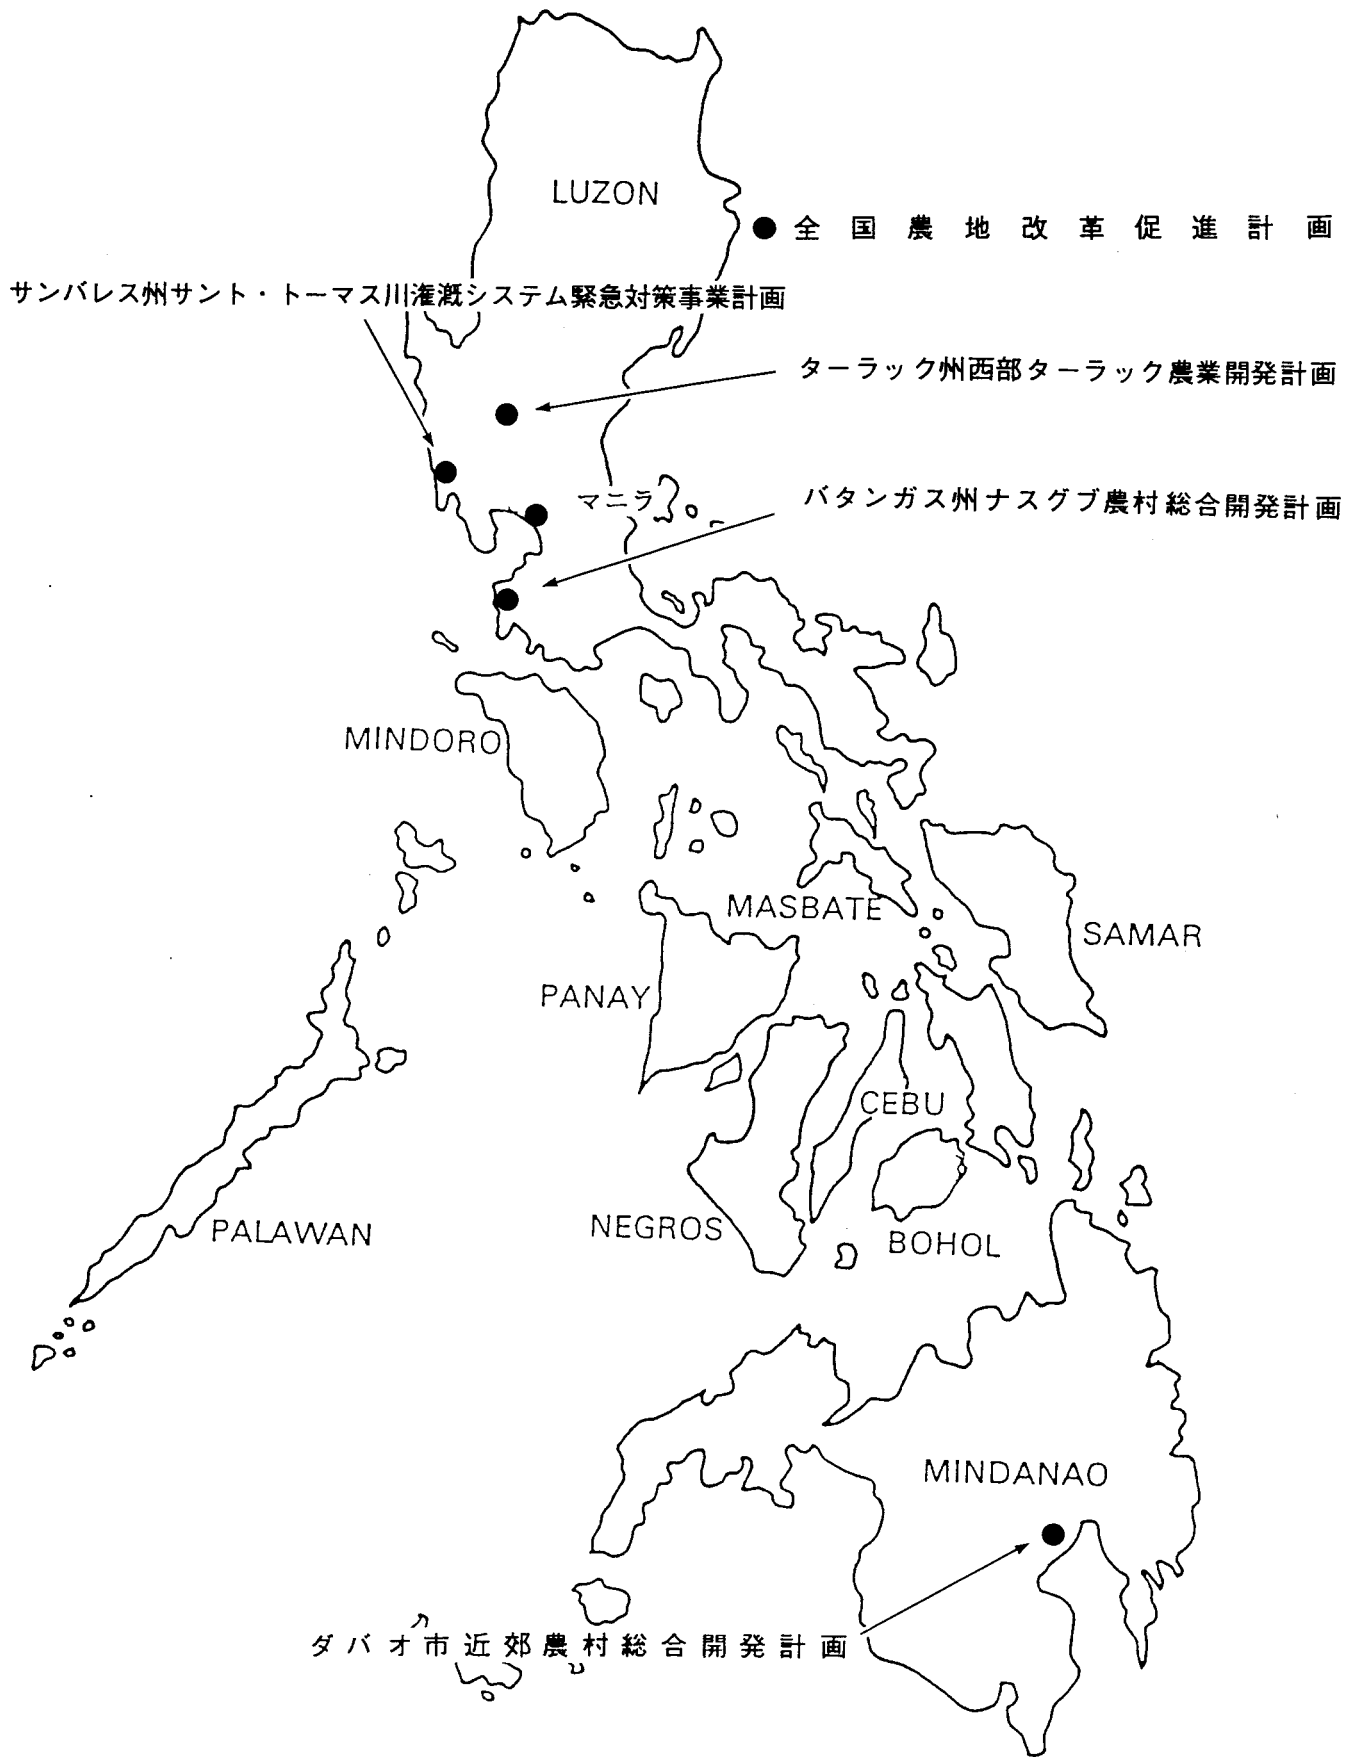 LUZON
●全国農地改革促進計画
サンバレス州サント・トーマス川潅漑システム緊急対策事業計画
ターラック州西部ターラック農業開発計画
マニラ
バタンガス州ナスグブ農村総合開発計画
MINDORO
MASBATE
SAMAR
PANAY
CEBU
PALAWAN
NEGROS
BOHOL
MINDANAO
ダバオ市近郊農村総合開発計画